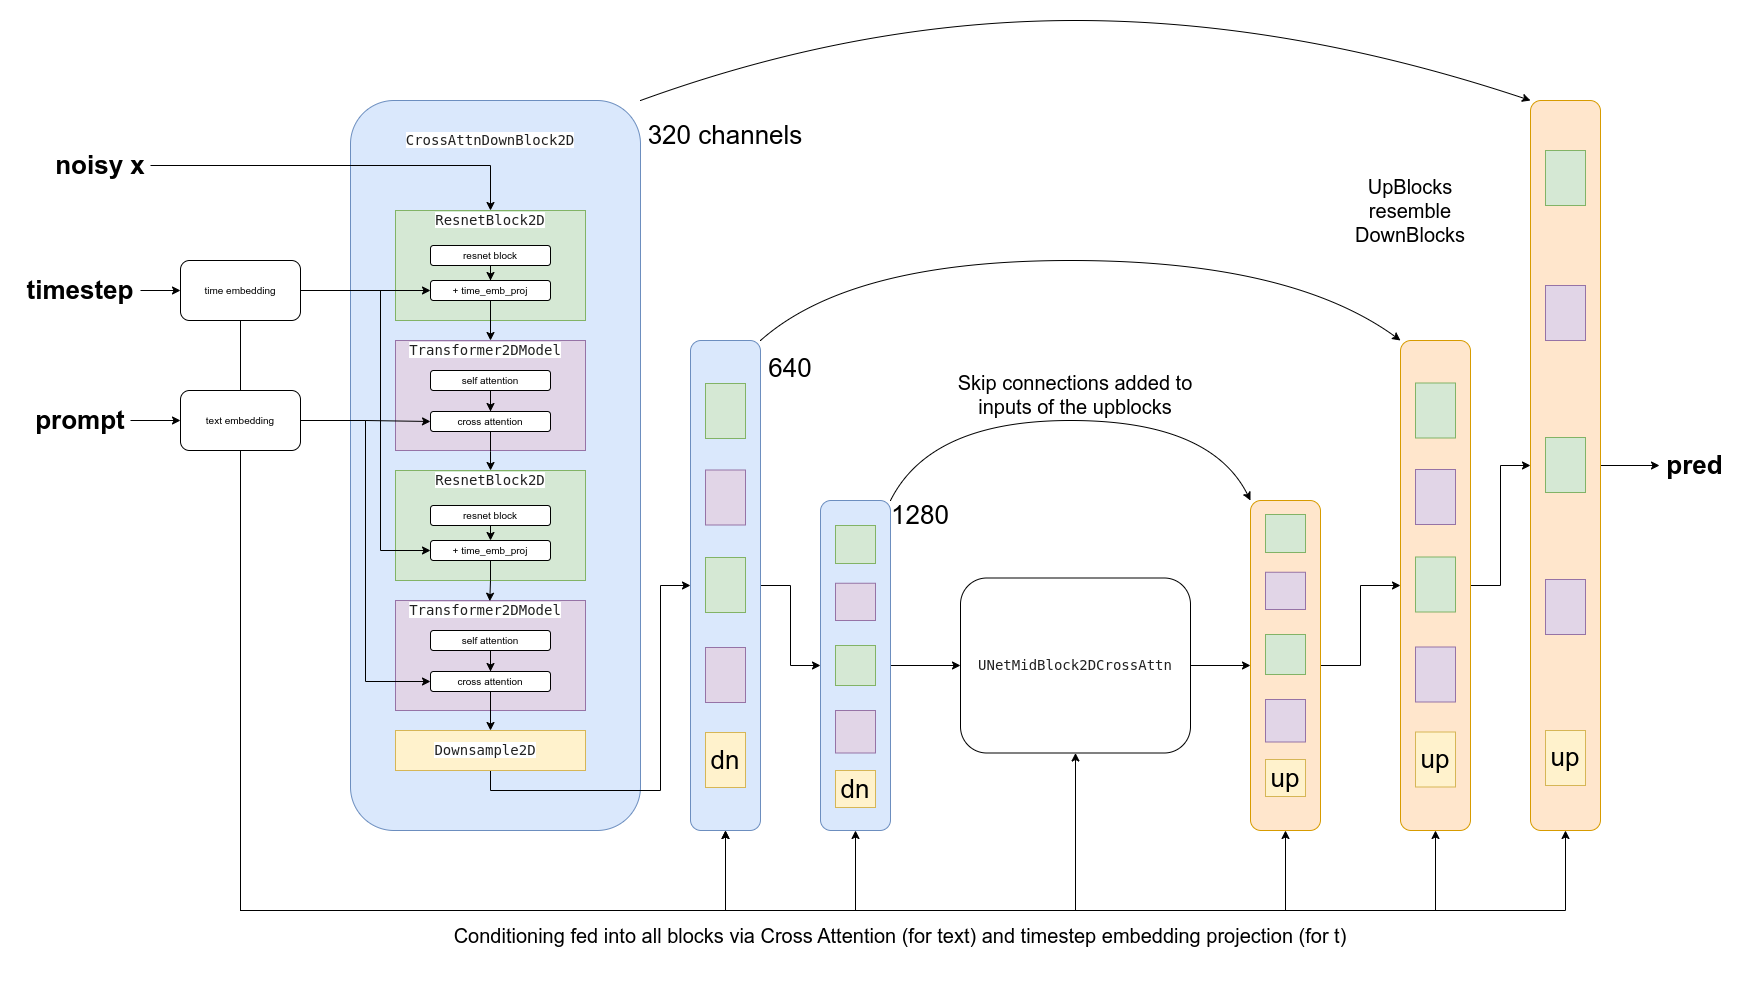 CrossAttnDownBlock2D
320 channels
noisy x
UpBlocks
resemble
DownBlocks
ResnetBlock2D
resnet block
timestep
time embedding
+ time_emb_proj
Transformer2DModel
640
self attention
Skip connections added to
inputs of the upblocks
prompt
text embedding
cross attention
pred
ResnetBlock2D
resnet block
1280
+ time_emb_proj
Transformer2DModel
self attention
UNetMidBlock2DCrossAttn
cross attention
Downsample2D
dn
dn
up
up
up
Conditioning fed into all blocks via Cross Attention (for text) and timestep embedding projection (for t)